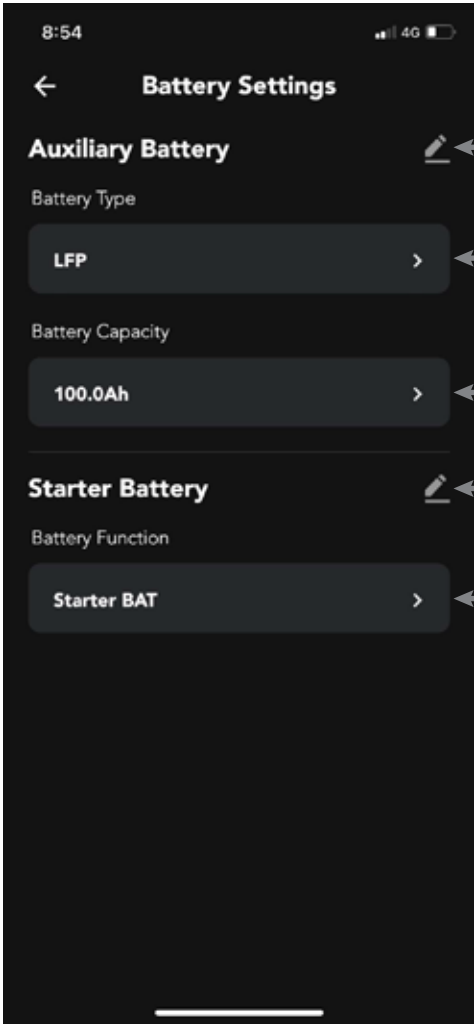 8:54
4G
Battery Settings
Auxiliary Battery
Battery Type
LFP
Battery Capacity
100.0Ah
Starter Battery
Battery Function
Starter BAT